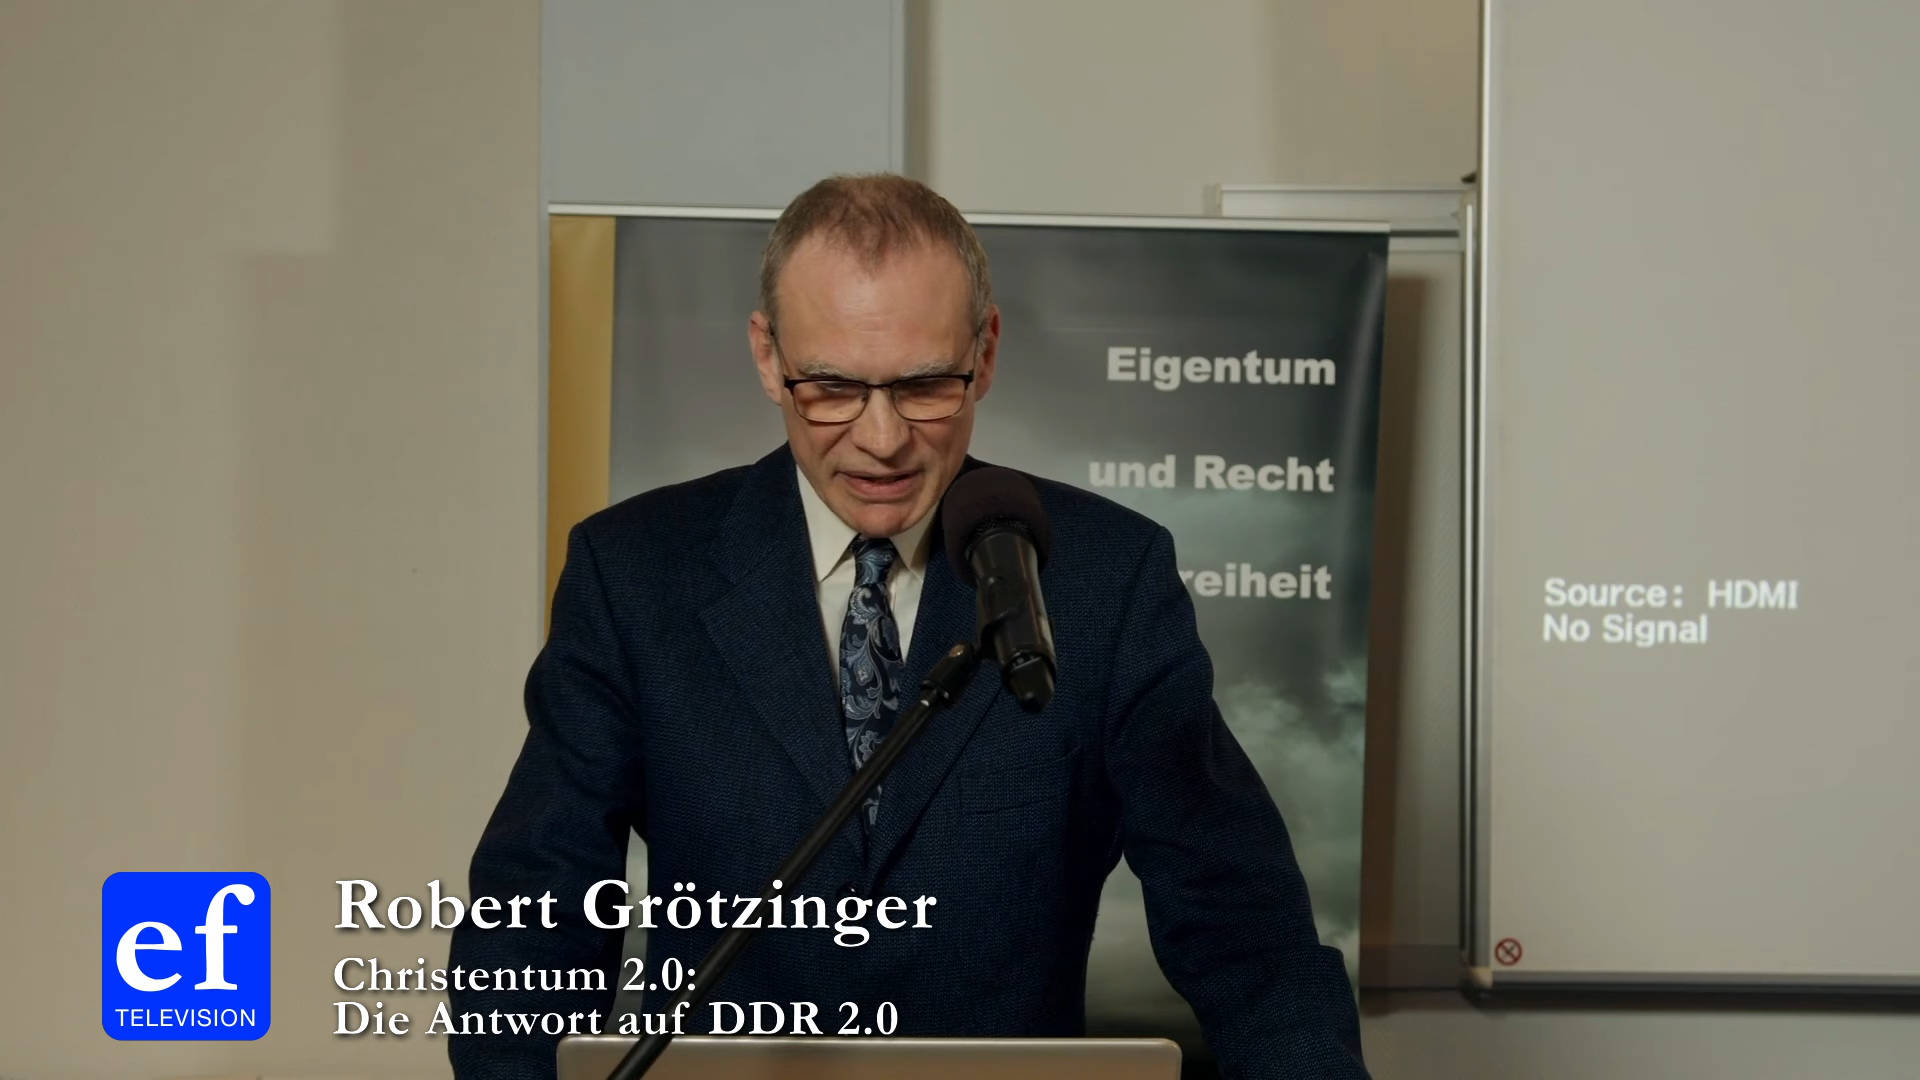 Eigentum
und Recht
reiheit
Source: HDMI
No Signal
ef
TELEVISION
Robert Grötzinger
Christentum 2.0:
Die Antwort auf DDR 2.0